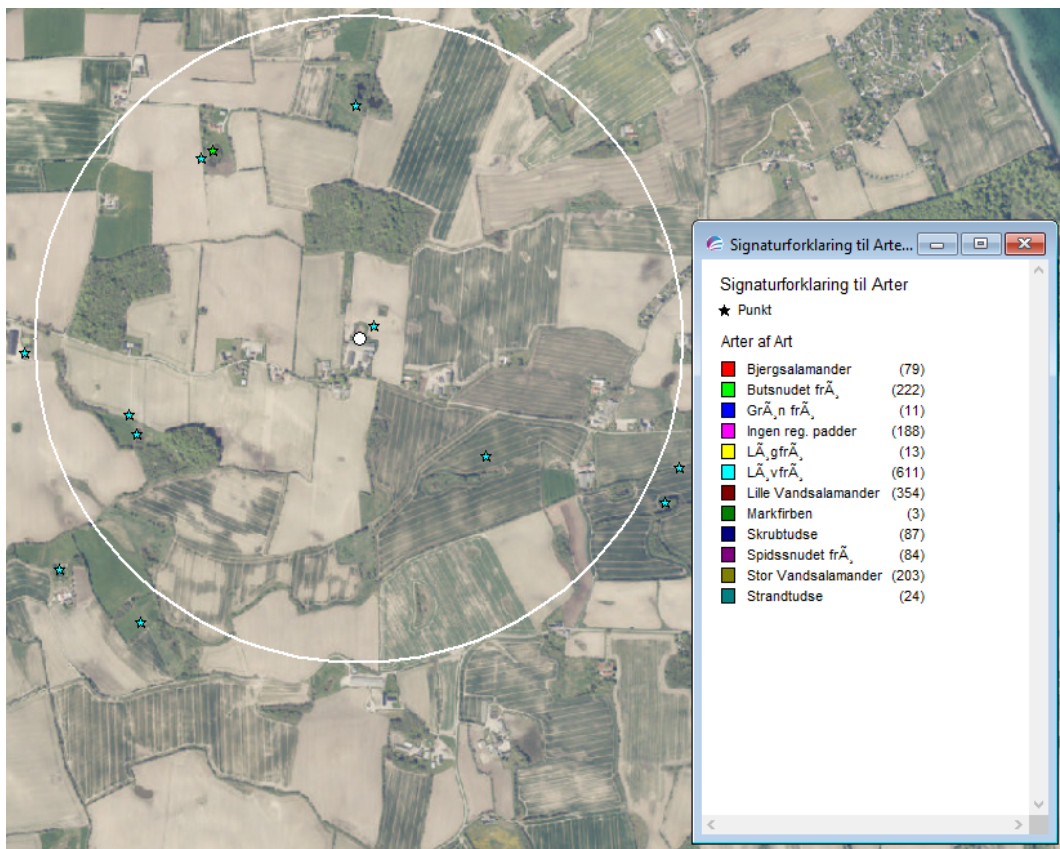 Signaturforklaring til Arte...
Signaturforklaring til Arter
Punkt
Arter af Art
Bjergsalamander (79)
Butsnudet frÃ¸ (222)
GrÃ¸n frÃ¸ (11)
Ingen reg. padder (188)
LÃ¸gfrÃ¸ (13)
LÃ¸vfrÃ¸ (611)
Lille Vandsalamander (354)
Markfirben (3)
Skrubtudse (87)
Spidssnudet frÃ¸ (84)
Stor Vandsalamander (203)
Strandtudse (24)